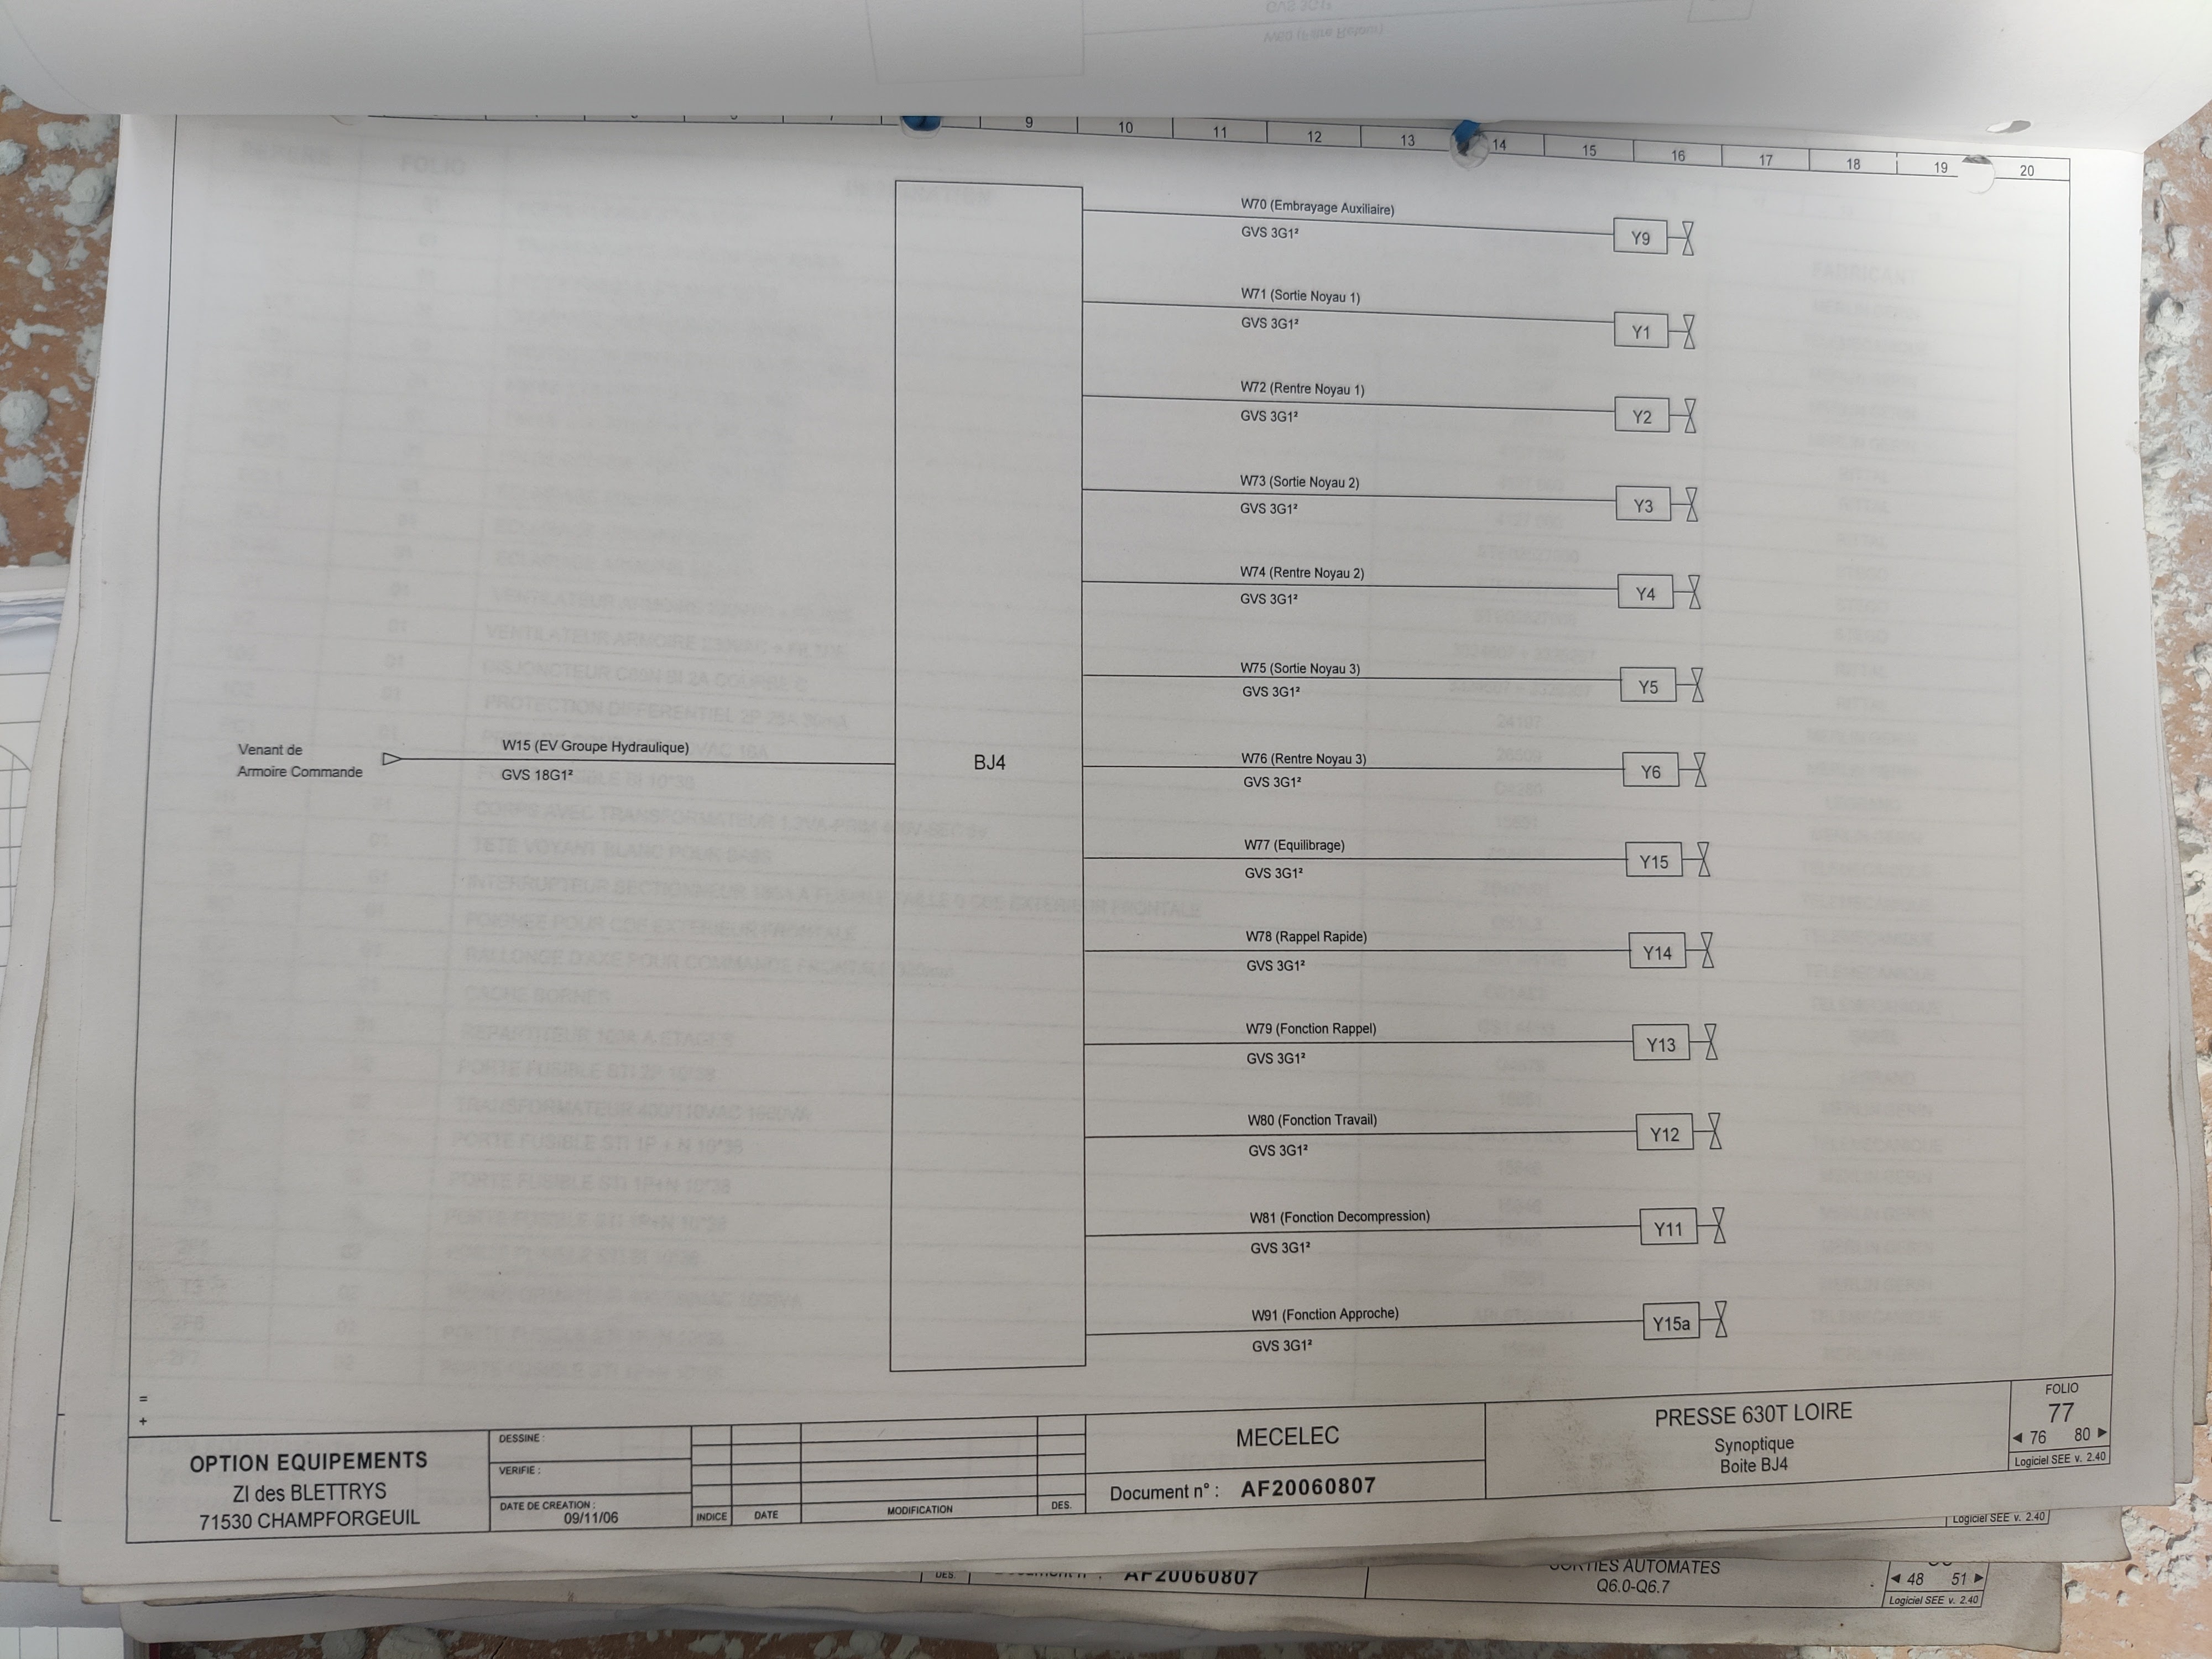 9 10 11 12 13 14 15 16 17 18 19 20
W70 (Embrayage Auxiliaire)
GVS 3G1²
Y9
W71 (Sortie Noyau 1)
GVS 3G1²
Y1
W72 (Rentre Noyau 1)
GVS 3G1²
Y2
W73 (Sortie Noyau 2)
GVS 3G1²
Y3
W74 (Rentre Noyau 2)
GVS 3G1²
Y4
W75 (Sortie Noyau 3)
GVS 3G1²
Y5
Venant de
Armoire Commande
W15 (EV Groupe Hydraulique)
GVS 18G1²
BJ4
W76 (Rentre Noyau 3)
GVS 3G1²
Y6
W77 (Equilibrage)
GVS 3G1²
Y15
W78 (Rappel Rapide)
GVS 3G1²
Y14
W79 (Fonction Rappel)
GVS 3G1²
Y13
W80 (Fonction Travail)
GVS 3G1²
Y12
W81 (Fonction Decompression)
GVS 3G1²
Y11
W91 (Fonction Approche)
GVS 3G1²
Y15a
=
+
OPTION EQUIPEMENTS
ZI des BLETTRYS
71530 CHAMPFORGEUIL
DESSINE :
VERIFIE :
DATE DE CREATION :
09/11/06
INDICE DATE MODIFICATION DES.
MECELEC
Document n° : AF20060807
PRESSE 630T LOIRE
Synoptique
Boite BJ4
FOLIO
77
◄ 76 80 ►
Logiciel SEE v. 2.40
Logiciel SEE v. 2.40
DES.
AF20060807
SORTIES AUTOMATES
Q6.0-Q6.7
◄ 48 51 ►
Logiciel SEE v. 2.40